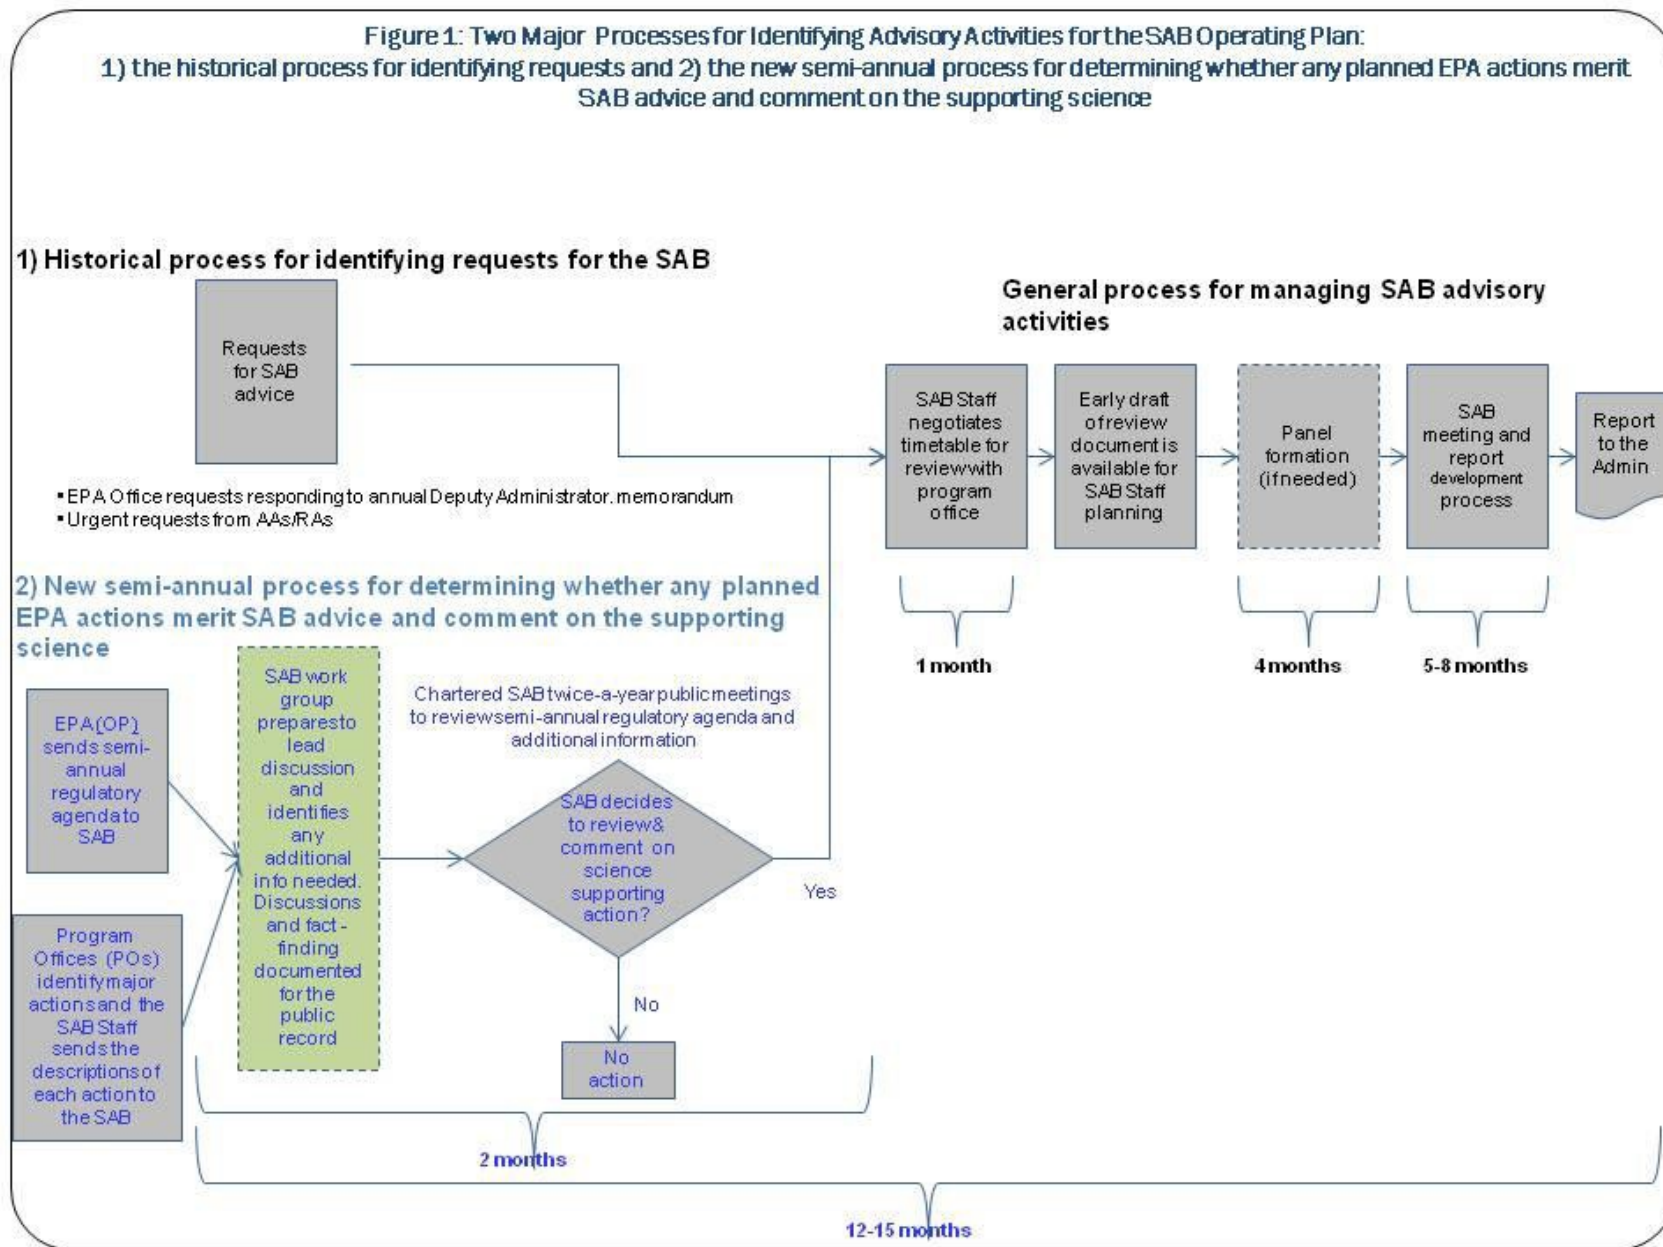 Figure 1: Two Major Processes for Identifying Advisory Activities for the SAB Operating Plan:
1) the historical process for identifying requests and 2) the new semi-annual process for determining whether any planned EPA actions merit
SAB advice and comment on the supporting science
1) Historical process for identifying requests for the SAB
Requests
for SAB
advice
▪ EPA Office requests responding to annual Deputy Administrator. memorandum
▪ Urgent requests from AAs/RAs
General process for managing SAB advisory
activities
SAB Staff
negotiates
timetable for
review with
program
office
Early draft
of review
document is
available for
SAB Staff
planning
Panel
formation
(if needed)
SAB
meeting and
report
development
process
Report
to the
Admin
1 month
4 months
5-8 months
2) New semi-annual process for determining whether any planned
EPA actions merit SAB advice and comment on the supporting
science
EPA (OP)
sends semi-
annual
regulatory
agenda to
SAB
Program
Offices (POs)
identify major
actions and the
SAB Staff
sends the
descriptions of
each action to
the SAB
SAB work
group
prepares to
lead
discussion
and
identifies
any
additional
info needed.
Discussions
and fact-
finding
documented
for the
public
record
Chartered SAB twice-a-year public meetings
to review semi-annual regulatory agenda and
additional information
SAB decides
to review &
comment on
science
supporting
action?
Yes
No
No
action
2 months
12-15 months